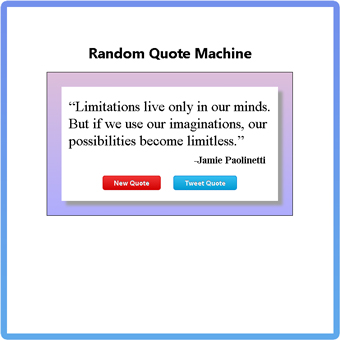 Random Quote Machine
“Limitations live only in our minds.
But if we use our imaginations, our
possibilities become limitless.”
-Jamie Paolinetti
New Quote Tweet Quote